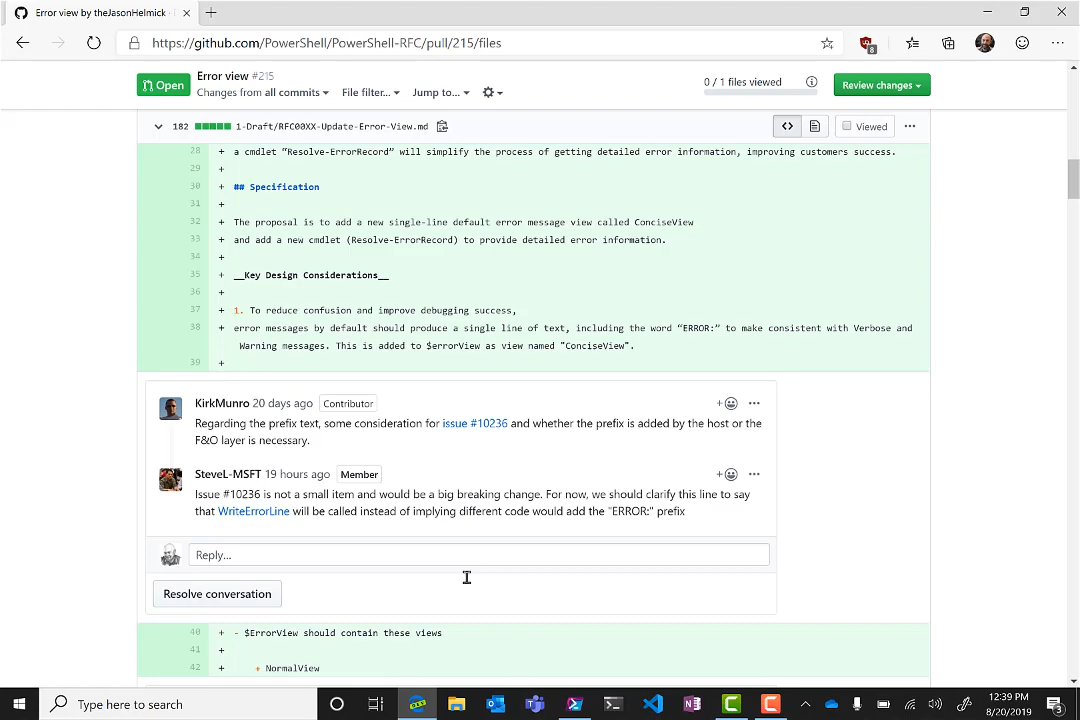 Error view by theJasonHelmick ·
https://github.com/PowerShell/PowerShell-RFC/pull/215/files
8
Open
Error view #215
Changes from all commits
File filter...
Jump to...
0 / 1 files viewed
Review changes
182
1-Draft/RFC00XX-Update-Error-View.md
Viewed
28 + a cmdlet “Resolve-ErrorRecord” will simplify the process of getting detailed error information, improving customers success.
29 +
30 + ## Specification
31 +
32 + The proposal is to add a new single-line default error message view called ConciseView
33 + and add a new cmdlet (Resolve-ErrorRecord) to provide detailed error information.
34 +
35 + __Key Design Considerations__
36 +
37 + 1. To reduce confusion and improve debugging success,
38 + error messages by default should produce a single line of text, including the word “ERROR:” to make consistent with Verbose and
Warning messages. This is added to $errorView as view named "ConciseView".
39 +
KirkMunro 20 days ago Contributor
Regarding the prefix text, some consideration for issue #10236 and whether the prefix is added by the host or the
F&O layer is necessary.
SteveL-MSFT 19 hours ago Member
Issue #10236 is not a small item and would be a big breaking change. For now, we should clarify this line to say
that WriteErrorLine will be called instead of implying different code would add the "ERROR:" prefix
Reply...
Resolve conversation
40 + - $ErrorView should contain these views
41 +
42 + + NormalView
Type here to search
12:39 PM
8/20/2019
3